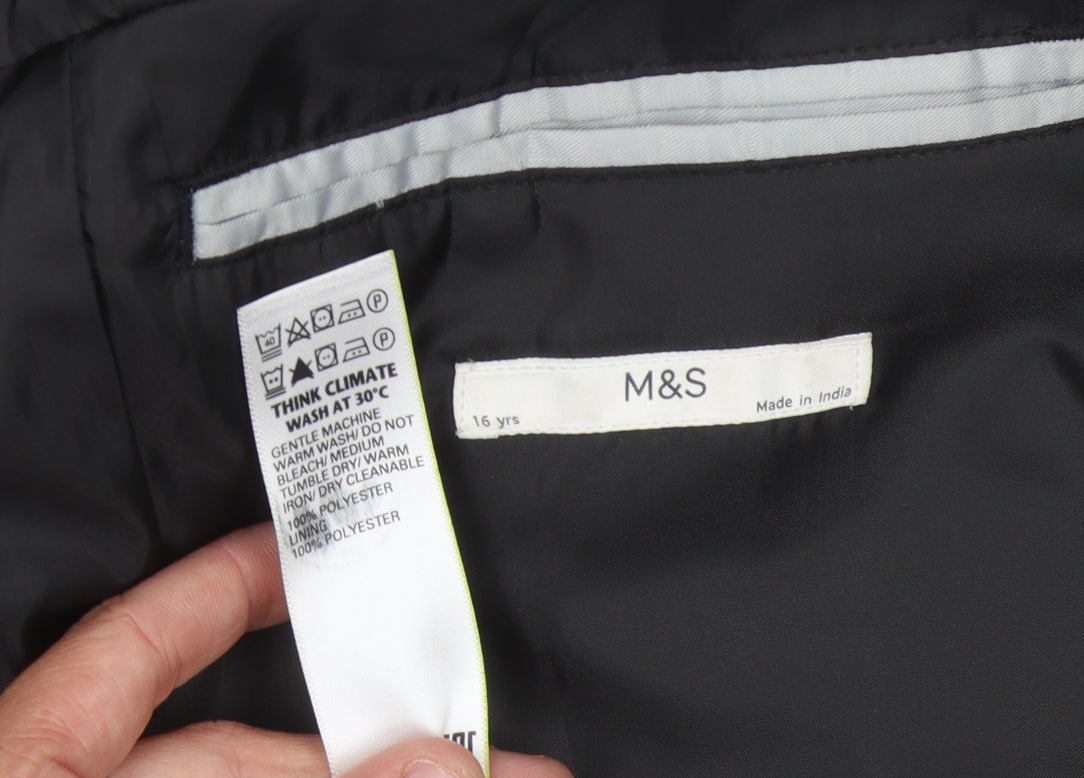 40
P
P
THINK CLIMATE
WASH AT 30°C
GENTLE MACHINE
WARM WASH/ DO NOT
BLEACH/ MEDIUM
TUMBLE DRY/ WARM
IRON/ DRY CLEANABLE
100% POLYESTER
LINING
100% POLYESTER
M&S
16 yrs
Made in India